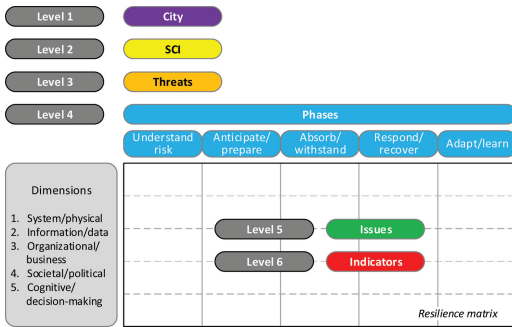 Level 1
City
Level 2
SCI
Level 3
Threats
Level 4
Phases
Understand
risk
Anticipate/
prepare
Absorb/
withstand
Respond/
recover
Adapt/learn
Dimensions
1. System/physical
2. Information/data
3. Organizational/
business
4. Societal/political
5. Cognitive/
decision-making
Level 5
Issues
Level 6
Indicators
Resilience matrix